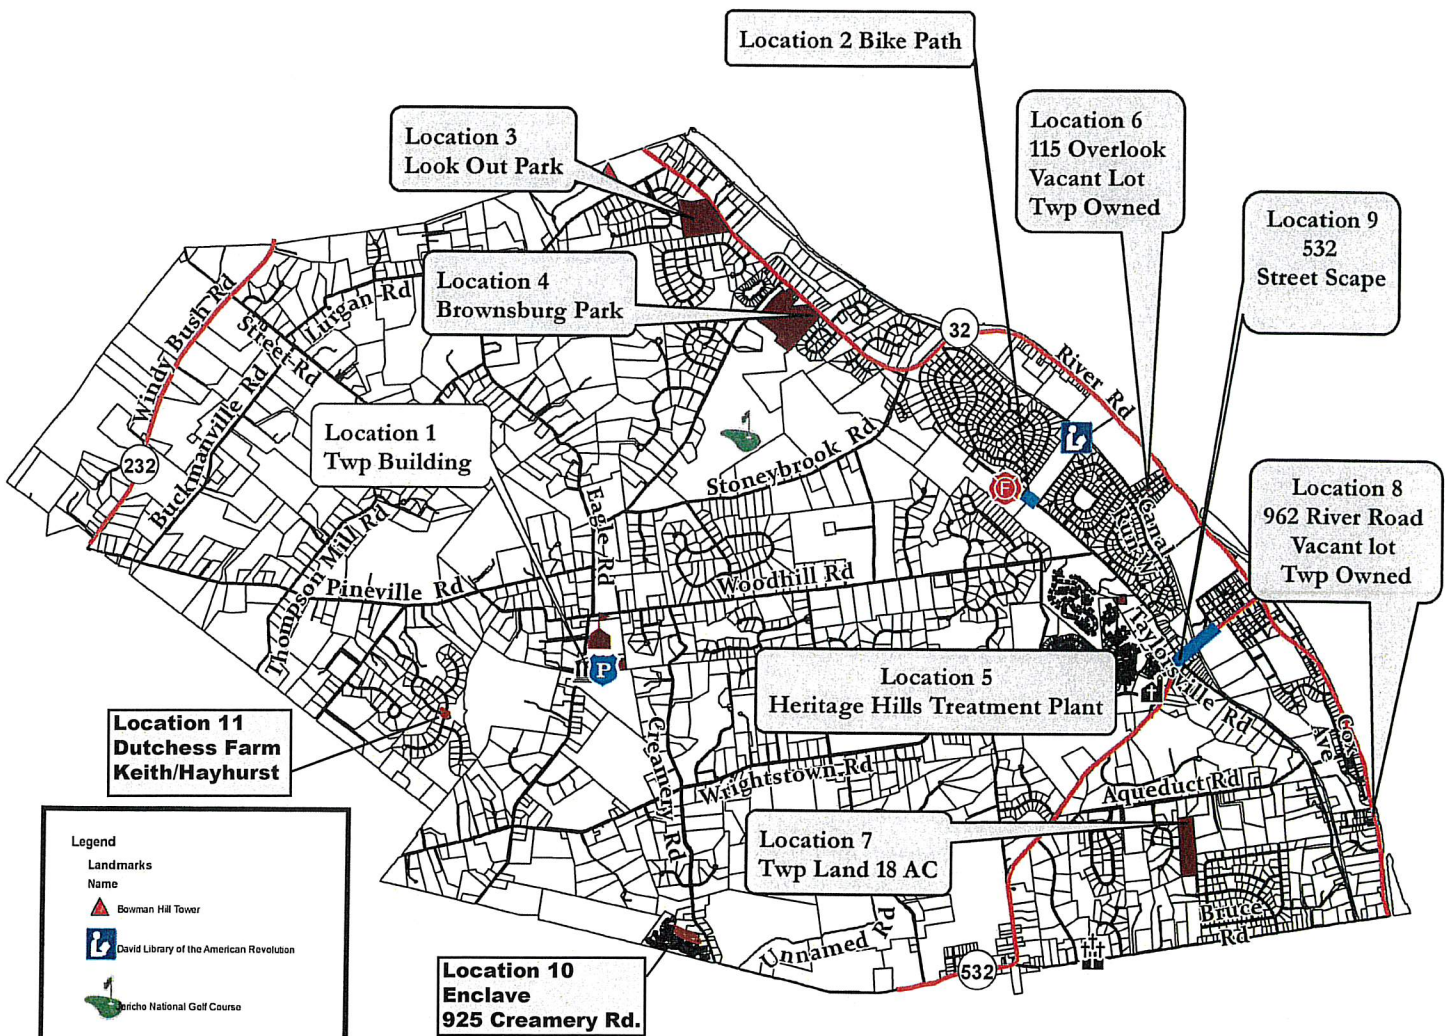 Location 2 Bike Path
Location 3
Look Out Park
Location 6
115 Overlook
Vacant Lot
Twp Owned
Location 9
532
Street Scape
Location 4
Brownsburg Park
32
River Rd
Windy Bush Rd
Street Rd
Lurgan Rd
Buckmanville Rd
232
Location 1
Twp Building
Eagle Rd
Stoneybrook Rd
F
Location 8
962 River Road
Vacant lot
Twp Owned
Canal
Run W
Thompson Mill Rd
Pineville Rd
Woodhill Rd
P
Taylorsville Rd
Location 5
Heritage Hills Treatment Plant
Location 11
Dutchess Farm
Keith/Hayhurst
Creamery Rd
Wrightstown Rd
Aqueduct Rd
Cox
Ave
Location 7
Twp Land 18 AC
Bruce
Rd
Unnamed Rd
532
Location 10
Enclave
925 Creamery Rd.
Legend
Landmarks
Name
Bowman Hill Tower
David Library of the American Revolution
Jericho National Golf Course